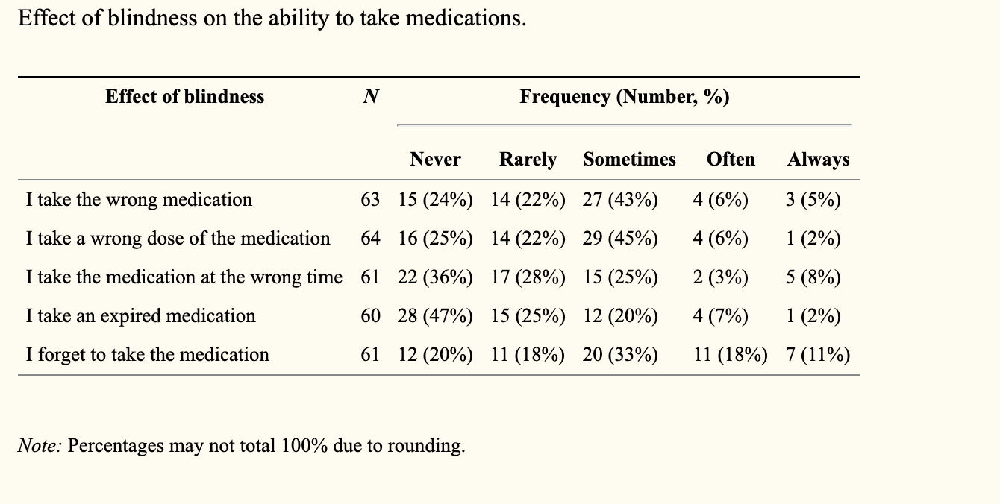 Effect of blindness on the ability to take medications.
Effect of blindness N Frequency (Number, %)
Never Rarely Sometimes Often Always
I take the wrong medication 63 15 (24%) 14 (22%) 27 (43%) 4 (6%) 3 (5%)
I take a wrong dose of the medication 64 16 (25%) 14 (22%) 29 (45%) 4 (6%) 1 (2%)
I take the medication at the wrong time 61 22 (36%) 17 (28%) 15 (25%) 2 (3%) 5 (8%)
I take an expired medication 60 28 (47%) 15 (25%) 12 (20%) 4 (7%) 1 (2%)
I forget to take the medication 61 12 (20%) 11 (18%) 20 (33%) 11 (18%) 7 (11%)
Note: Percentages may not total 100% due to rounding.